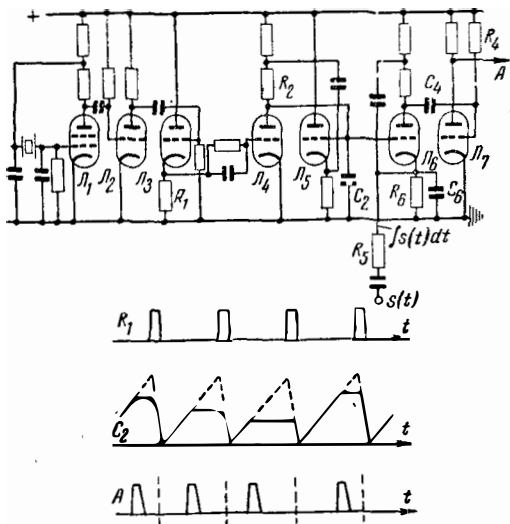 +
R₄
A
R₂
C₄
Л₁
Л₂
Л₃
R₁
Л₄
Л₅
C₂
Л₆
R₆
C₆
Л₇
∫s(t)dt
R₅
s(t)
R₁
t
C₂
t
A
t